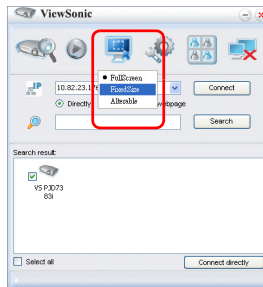 ViewSonic
FullScreen
FixedSize
Alterable
IP
10.82.23.1
Connect
Directly
webpage
Search
Search result:
VS PJD73
83i
Select all
Connect directly